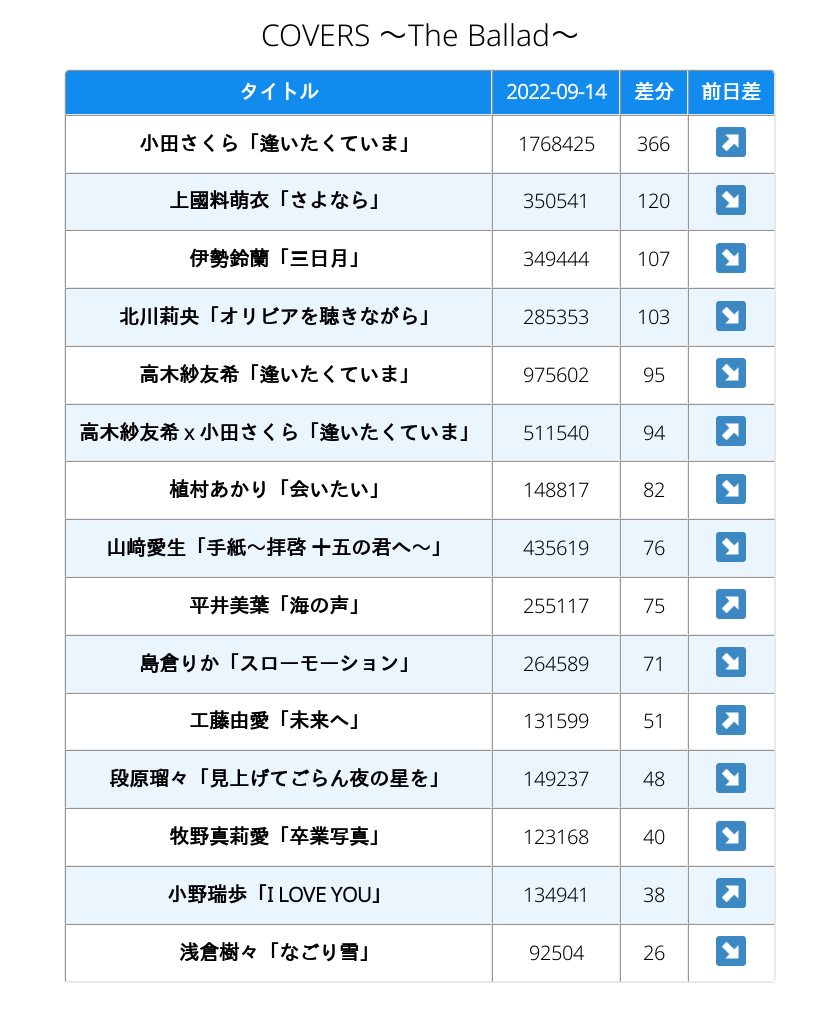 COVERS ～The Ballad～
タイトル 2022-09-14 差分 前日差
小田さくら「逢いたくていま」 1768425 366 ↗
上國料萌衣「さよなら」 350541 120 ↘
伊勢鈴蘭「三日月」 349444 107 ↘
北川莉央「オリビアを聴きながら」 285353 103 ↘
高木紗友希「逢いたくていま」 975602 95 ↘
高木紗友希 x 小田さくら「逢いたくていま」 511540 94 ↗
植村あかり「会いたい」 148817 82 ↘
山﨑愛生「手紙～拝啓 十五の君へ～」 435619 76 ↘
平井美葉「海の声」 255117 75 ↗
島倉りか「スローモーション」 264589 71 ↘
工藤由愛「未来へ」 131599 51 ↗
段原瑠々「見上げてごらん夜の星を」 149237 48 ↘
牧野真莉愛「卒業写真」 123168 40 ↘
小野瑞歩「I LOVE YOU」 134941 38 ↗
浅倉樹々「なごり雪」 92504 26 ↘